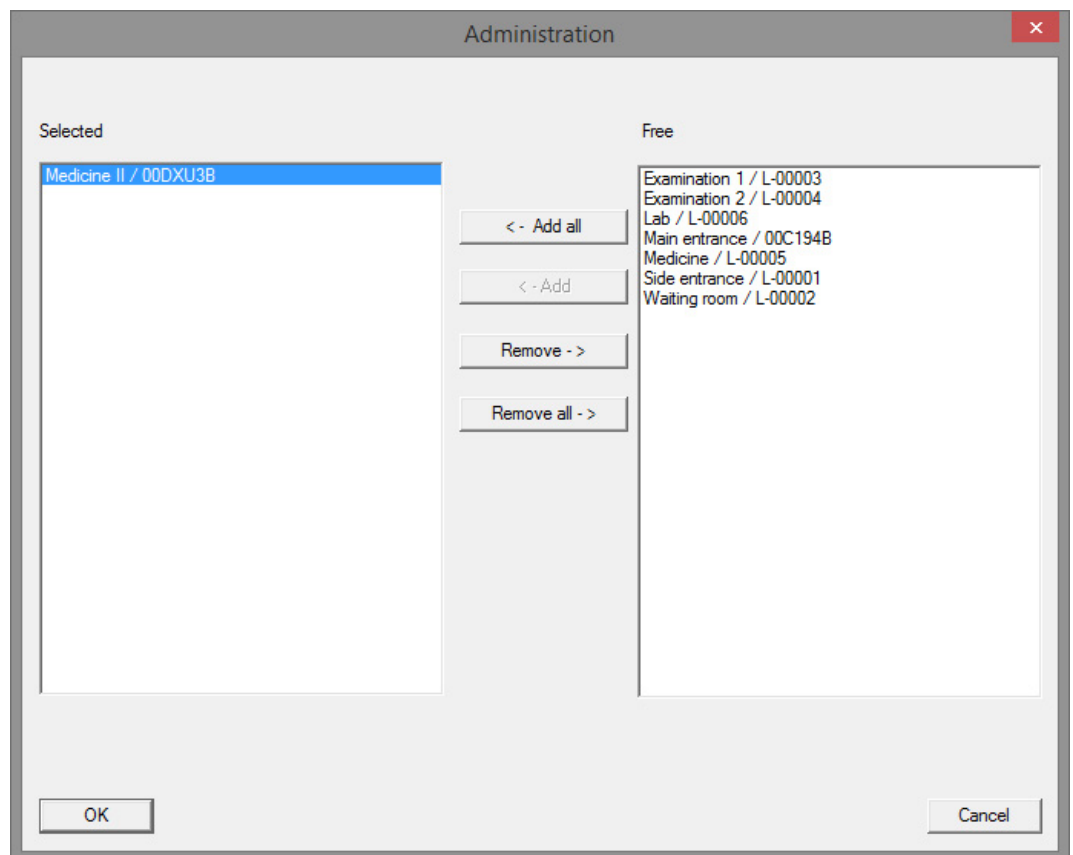 Administration
Selected
Free
Medicine II / 00DXU3B
Examination 1 / L-00003
Examination 2 / L-00004
Lab / L-00006
Main entrance / 00C194B
Medicine / L-00005
Side entrance / L-00001
Waiting room / L-00002
< - Add all
< - Add
Remove - >
Remove all - >
OK
Cancel